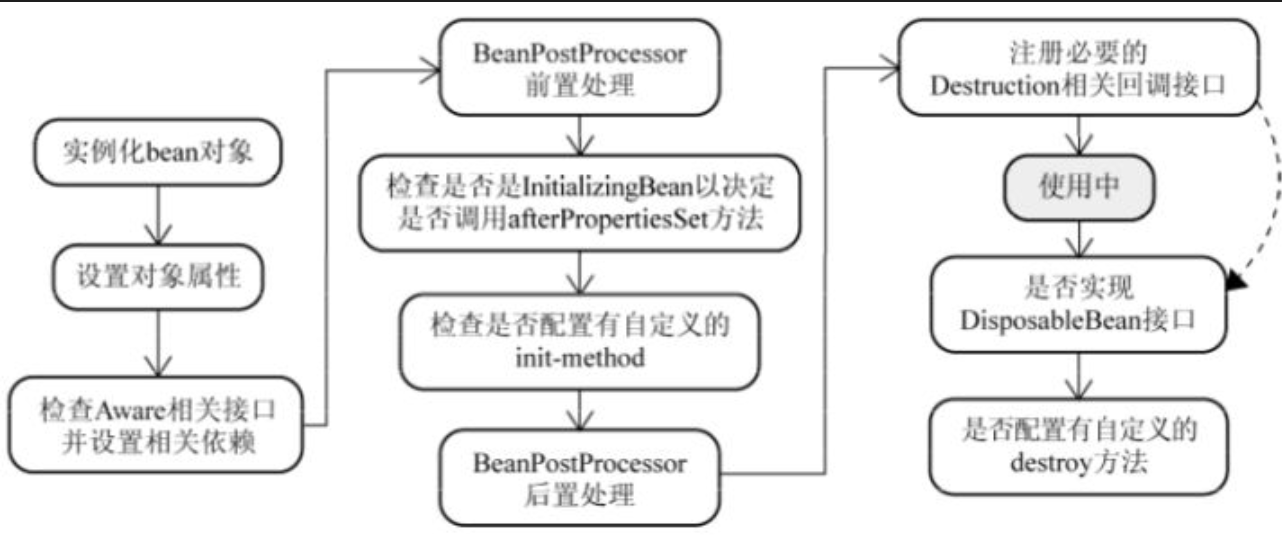 实例化bean对象
设置对象属性
检查Aware相关接口
并设置相关依赖
BeanPostProcessor
前置处理
检查是否是InitializingBean以决定
是否调用afterPropertiesSet方法
检查是否配置有自定义的
init-method
BeanPostProcessor
后置处理
注册必要的
Destruction相关回调接口
使用中
是否实现
DisposableBean接口
是否配置有自定义的
destroy方法